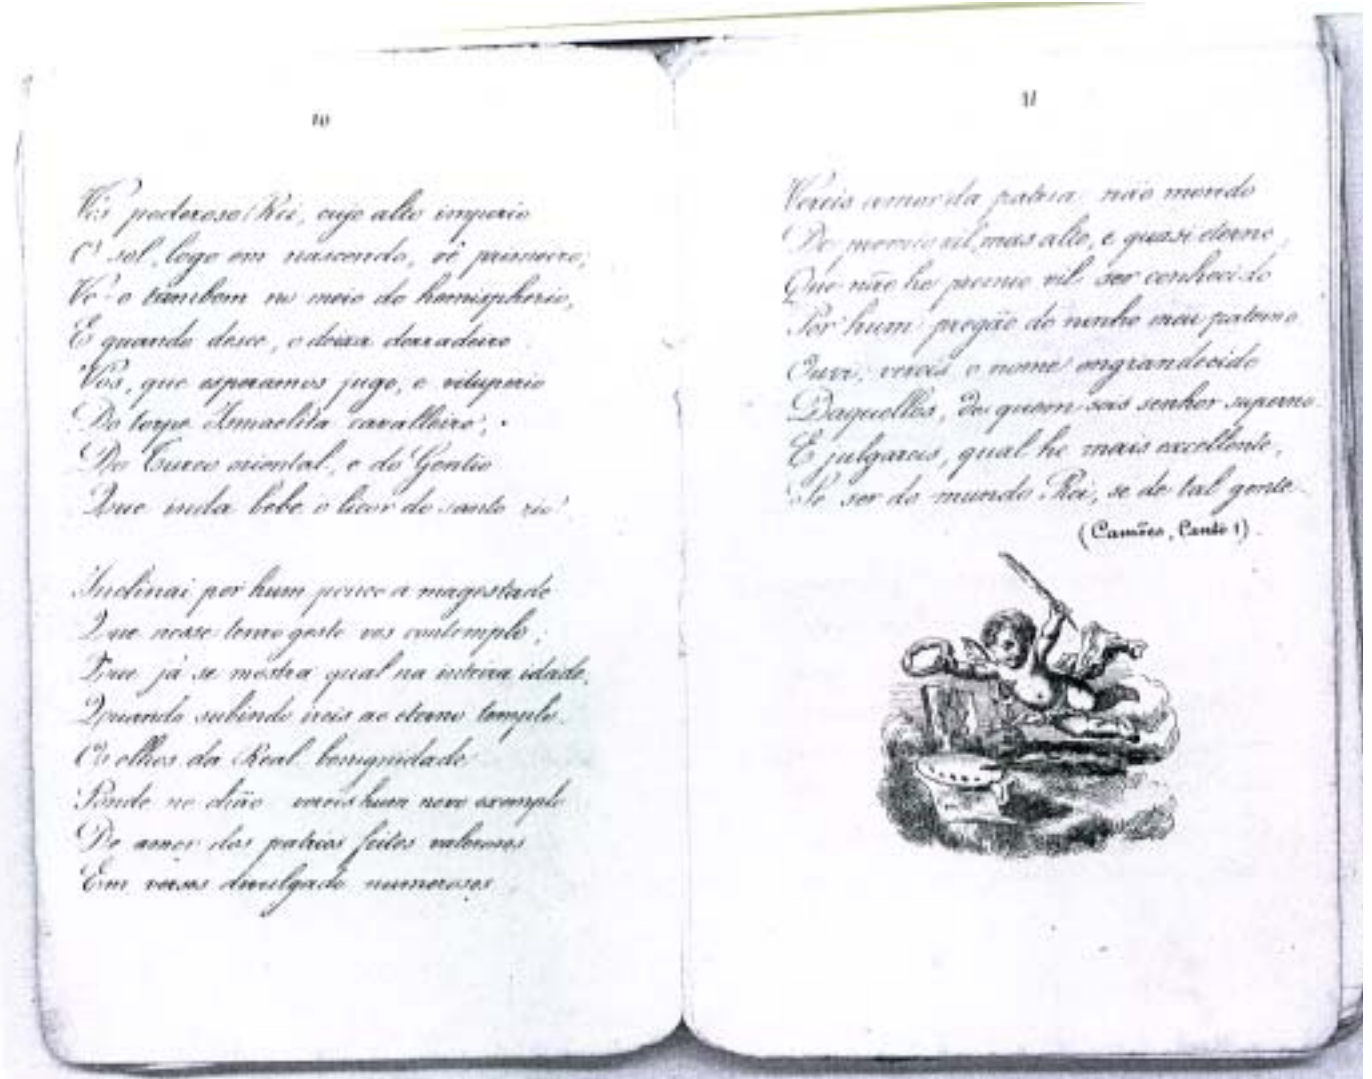 10
Vós poderoso Rei, cujo alto imperio
O sol, logo em nascendo, vê primeiro;
Vê-o tambem no meio do hemispherio,
E quando desce, o deixa derradeiro.
Vós, que esperamos jugo, e vituperio
Do torpe Ismaelita cavalleiro,
Do Turco oriental, e do Gentio
Que inda bebe o licor do santo rio!
Inclinai por hum pouco a magestade
Que nesse tenro gesto vos contemplo;
Que já se mostra qual na inteira idade,
Quando subindo ireis ao eterno templo.
Os olhos da Real benignidade
Ponde no chão: vereis hum novo exemplo
De amor dos patrios feitos valerosos
Em versos divulgado numerosos.
11
Vereis amor da patria, não movido
De premio vil, mas alto, e quasi eterno;
Que não he premio vil ser conhecido
Por hum pregão do ninho meu paterno.
Ouvi; vereis o nome engrandecido
Daquelles, de quem sois senhor superno.
E julgareis, qual he mais excellente,
Se ser do mundo Rei, se de tal gente.
(Camões, Canto 1).